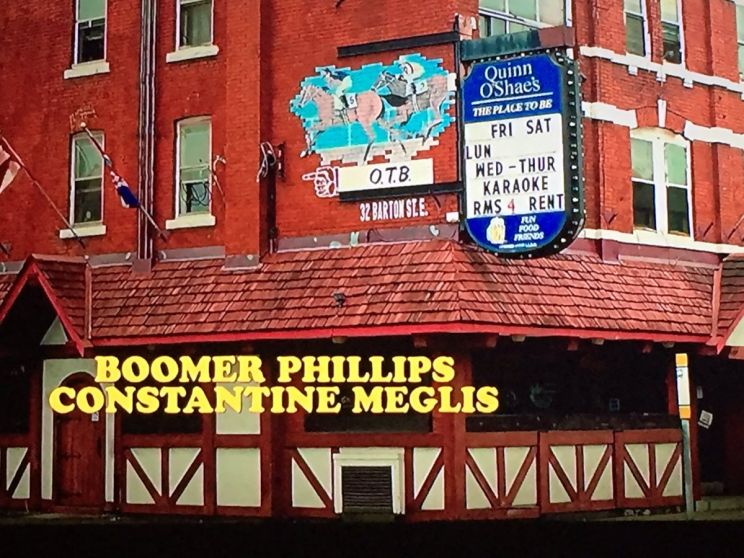 Quinn
O'Shae's
THE PLACE TO BE
FRI SAT
LUN
WED - THUR
KARAOKE
RMS 4 RENT
FUN
FOOD
FRIENDS
5
O.T.B.
32 BARTON ST. E.
BOOMER PHILLIPS
CONSTANTINE MEGLIS